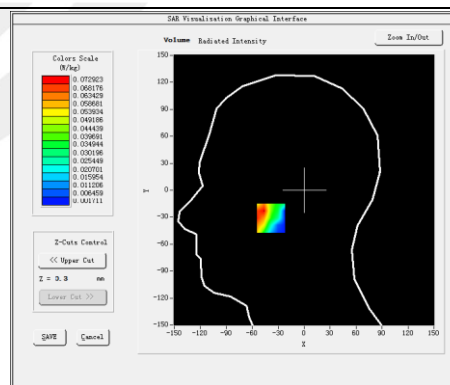 SAR Visualisation Graphical Interface
Volume Radiated Intensity
Zoom In/Out
Colors Scale
(W/kg)
0.072923
0.068176
0.063429
0.058681
0.053934
0.049186
0.044439
0.039691
0.034944
0.030196
0.025449
0.020701
0.015954
0.011206
0.006459
0.001711
Z-Cuts Control
<< Upper Cut
Z = 3.3 mm
Lower Cut >>
SAVE Cancel
150
120
90
60
30
0
-30
-60
-90
-120
-150
Y
-150 -120 -90 -60 -30 0 30 60 90 120 150
X